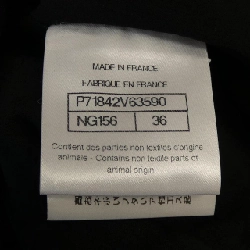 MADE IN FRANCE
FABRIQUÉ EN FRANCE
P71842V63590
NG156 36
Contient des parties non textiles d'origine
animale - Contains non textile parts of
animal origin